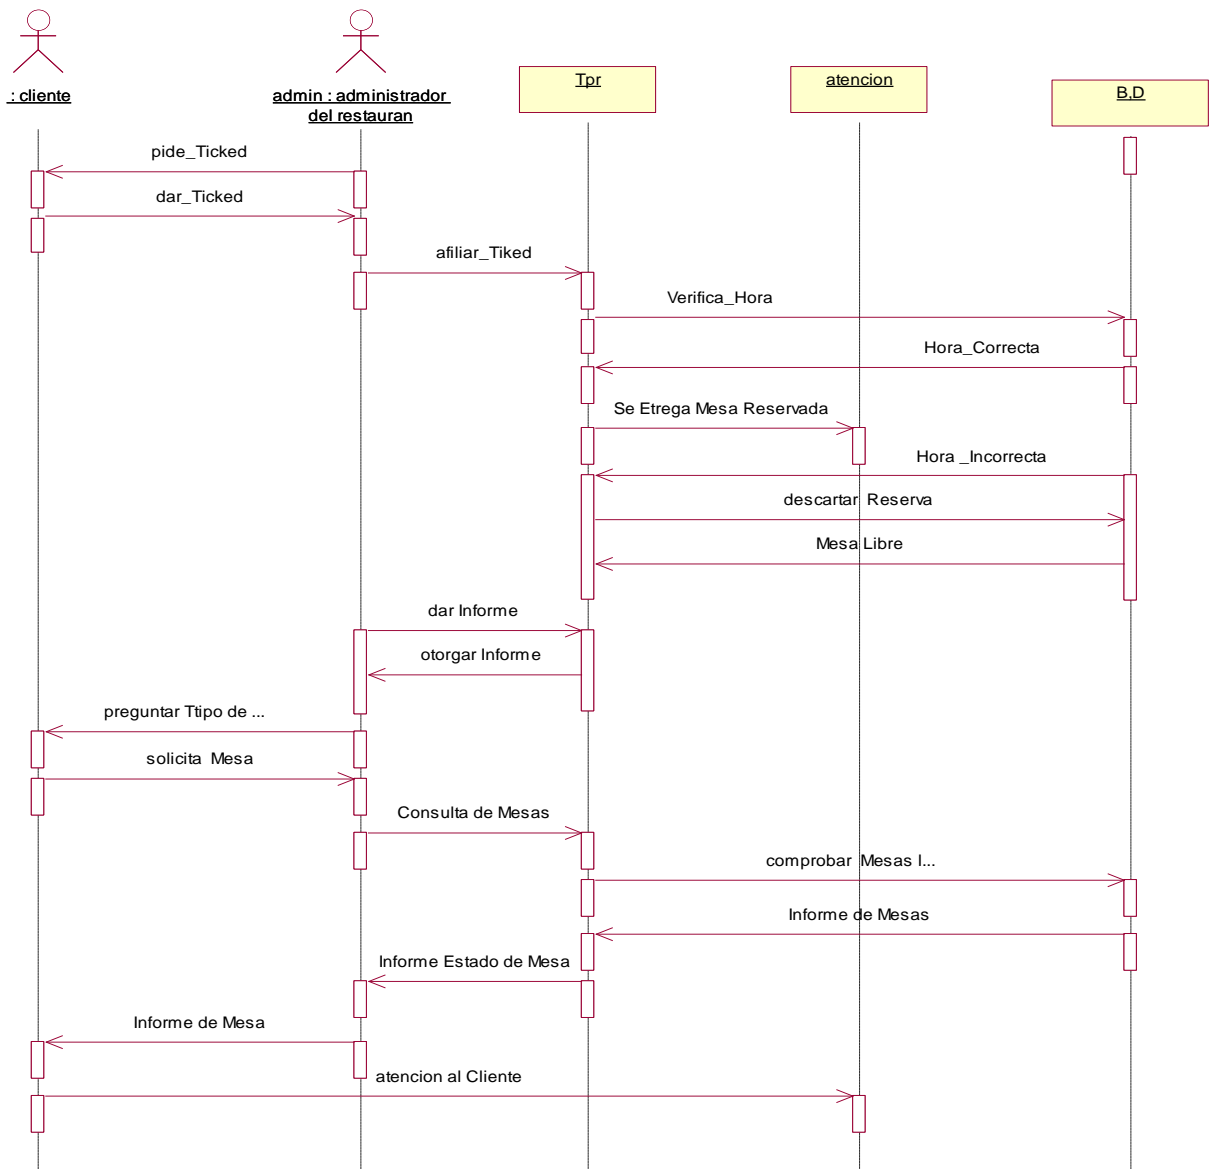 : cliente
admin : administrador
del restauran
Tpr
atencion
B,D
pide_Ticked
dar_Ticked
afiliar_Tiked
Verifica_Hora
Hora_Correcta
Se Etrega Mesa Reservada
Hora _Incorrecta
descartar Reserva
Mesa Libre
dar Informe
otorgar Informe
preguntar Ttipo de ...
solicita Mesa
Consulta de Mesas
comprobar Mesas l...
Informe de Mesas
Informe Estado de Mesa
Informe de Mesa
atencion al Cliente